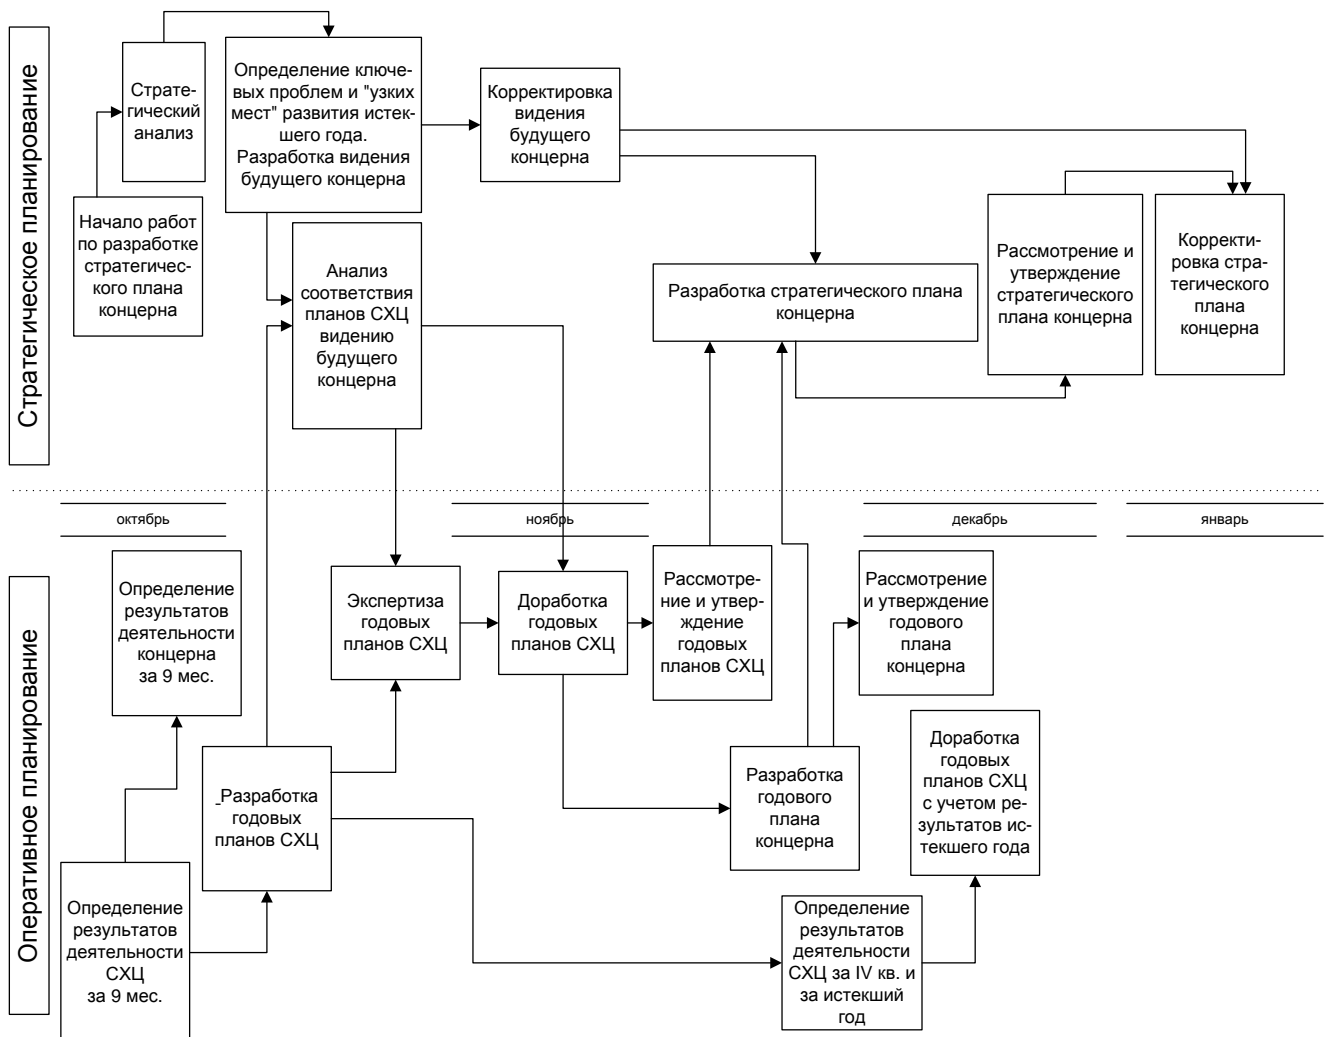 Стратегическое планирование
Страте-
гический
анализ
Определение ключе-
вых проблем и "узких
мест" развития истек-
шего года.
Разработка видения
будущего концерна
Корректировка
видения
будущего
концерна
Начало работ
по разработке
стратегичес-
кого плана
концерна
Анализ
соответствия
планов СХЦ
видению
будущего
концерна
Разработка стратегического плана
концерна
Рассмотрение и
утверждение
стратегического
плана концерна
Корректи-
ровка стра-
тегического
плана
концерна
октябрь
ноябрь
декабрь
январь
Оперативное планирование
Определение
результатов
деятельности
концерна
за 9 мес.
Экспертиза
годовых
планов СХЦ
Доработка
годовых
планов СХЦ
Рассмотре-
ние и утвер-
ждение
годовых
планов СХЦ
Рассмотрение
и утверждение
годового
плана
концерна
_Разработка
годовых
планов СХЦ
Разработка
годового
плана
концерна
Доработка
годовых
планов СХЦ
с учетом ре-
зультатов ис-
текшего года
Определение
результатов
деятельности
СХЦ
за 9 мес.
Определение
результатов
деятельности
СХЦ за IV кв. и
за истекший
год